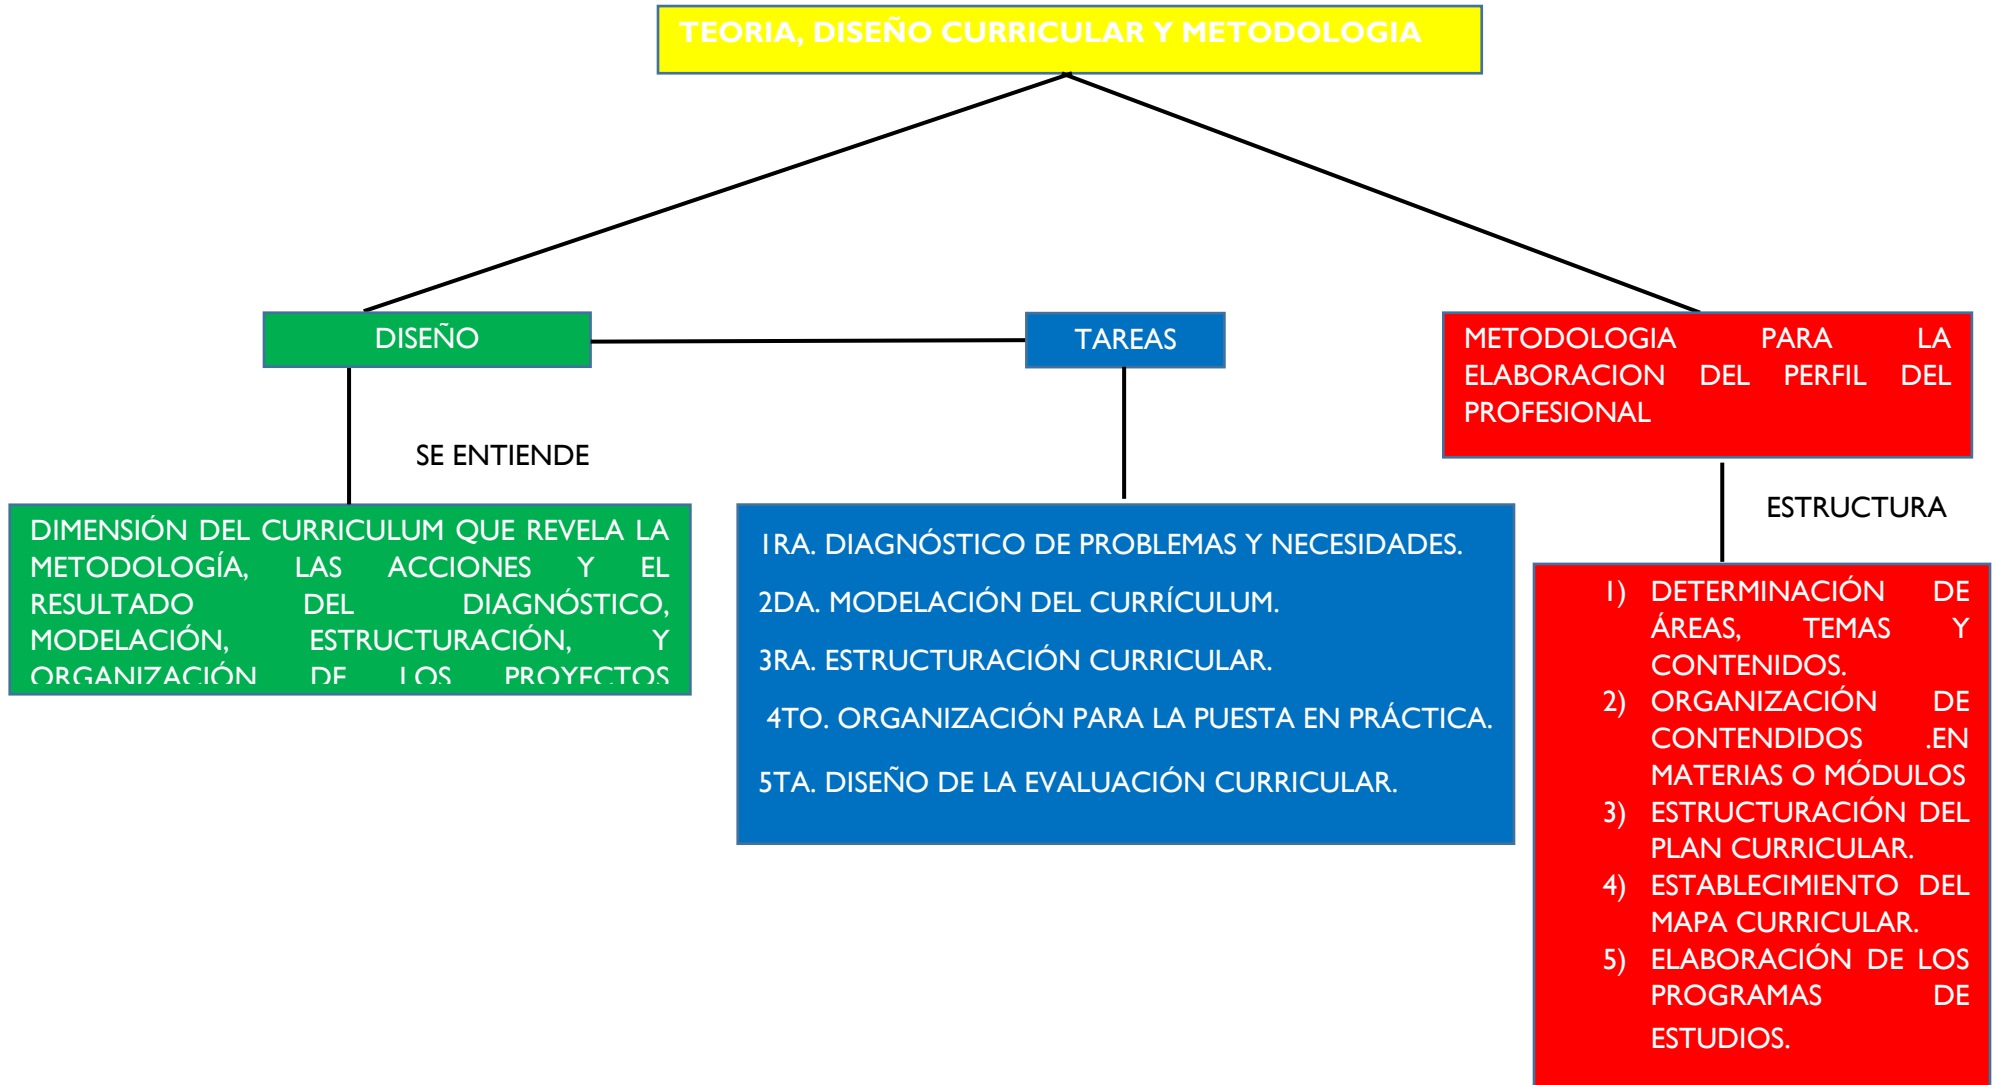 TEORIA, DISEÑO CURRICULAR Y METODOLOGIA
DISEÑO
TAREAS
METODOLOGIA PARA LA
ELABORACION DEL PERFIL DEL
PROFESIONAL
SE ENTIENDE
ESTRUCTURA
DIMENSIÓN DEL CURRICULUM QUE REVELA LA
METODOLOGÍA, LAS ACCIONES Y EL
RESULTADO DEL DIAGNÓSTICO,
MODELACIÓN, ESTRUCTURACIÓN, Y
ORGANIZACIÓN DE LOS PROYECTOS
1RA. DIAGNÓSTICO DE PROBLEMAS Y NECESIDADES.
2DA. MODELACIÓN DEL CURRÍCULUM.
3RA. ESTRUCTURACIÓN CURRICULAR.
4TO. ORGANIZACIÓN PARA LA PUESTA EN PRÁCTICA.
5TA. DISEÑO DE LA EVALUACIÓN CURRICULAR.
1) DETERMINACIÓN DE
ÁREAS, TEMAS Y
CONTENIDOS.
2) ORGANIZACIÓN DE
CONTENDIDOS .EN
MATERIAS O MÓDULOS
3) ESTRUCTURACIÓN DEL
PLAN CURRICULAR.
4) ESTABLECIMIENTO DEL
MAPA CURRICULAR.
5) ELABORACIÓN DE LOS
PROGRAMAS DE
ESTUDIOS.